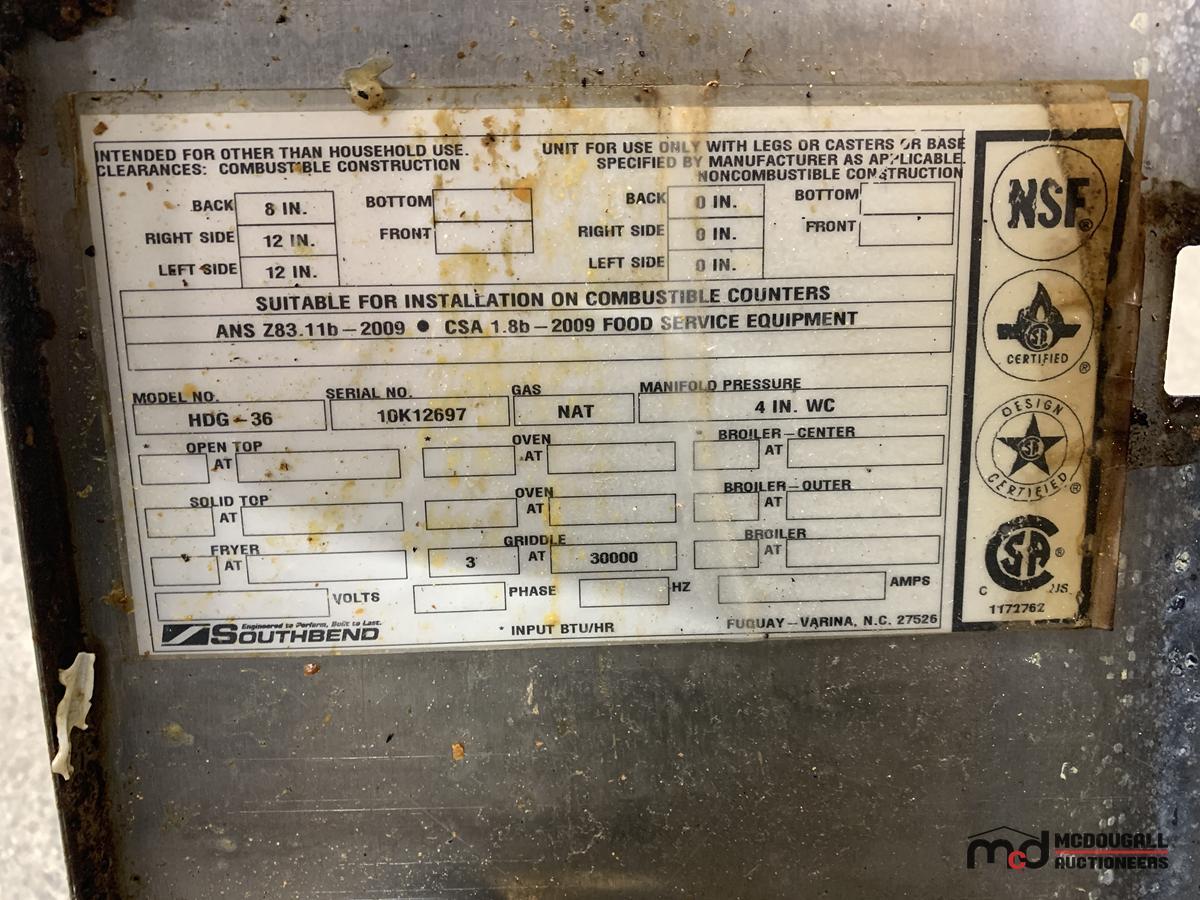 INTENDED FOR OTHER THAN HOUSEHOLD USE.
CLEARANCES: COMBUSTIBLE CONSTRUCTION
UNIT FOR USE ONLY WITH LEGS OR CASTERS OR BASE
SPECIFIED BY MANUFACTURER AS APPLICABLE.
NONCOMBUSTIBLE CONSTRUCTION
BACK 8 IN. BOTTOM BACK 0 IN. BOTTOM
RIGHT SIDE 12 IN. FRONT RIGHT SIDE 0 IN. FRONT
LEFT SIDE 12 IN. LEFT SIDE 0 IN.
SUITABLE FOR INSTALLATION ON COMBUSTIBLE COUNTERS
ANS Z83.11b-2009 ● CSA 1.8b-2009 FOOD SERVICE EQUIPMENT
MODEL NO. SERIAL NO. GAS MANIFOLD PRESSURE
HDG-36 10K12697 NAT 4 IN. WC
* OPEN TOP * OVEN BROILER-CENTER
AT AT AT
SOLID TOP OVEN BROILER-OUTER
AT AT AT
FRYER GRIDDLE BROILER
AT 3 AT 30000 AT
VOLTS PHASE HZ AMPS
Engineered to Perform, Built to Last.
SOUTHBEND * INPUT BTU/HR FUQUAY-VARINA, N.C. 27526
NSF®
SA
CERTIFIED®
DESIGN
SA
CERTIFIED®
CSA®
C US
1172762
mcd MCDOUGALL
AUCTIONEERS